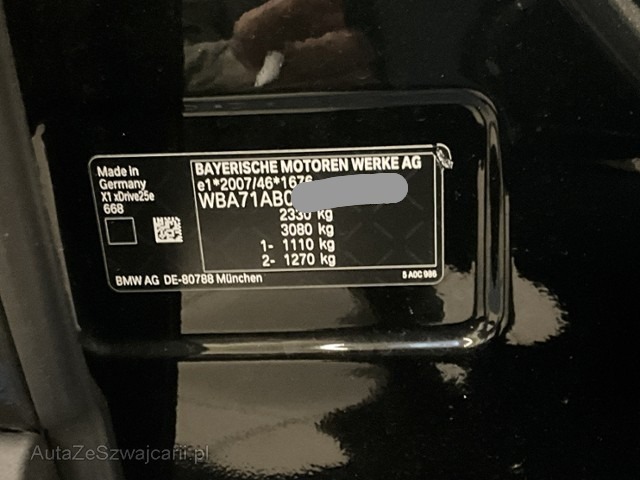 Made in
Germany
X1 xDrive25e
668
BAYERISCHE MOTOREN WERKE AG
e1*2007/46*1676
WBA71AB0
2330 kg
3080 kg
1- 1110 kg
2- 1270 kg
BMW AG DE-80788 München
5 A0C 986
AutaZeSzwajcarii.pl